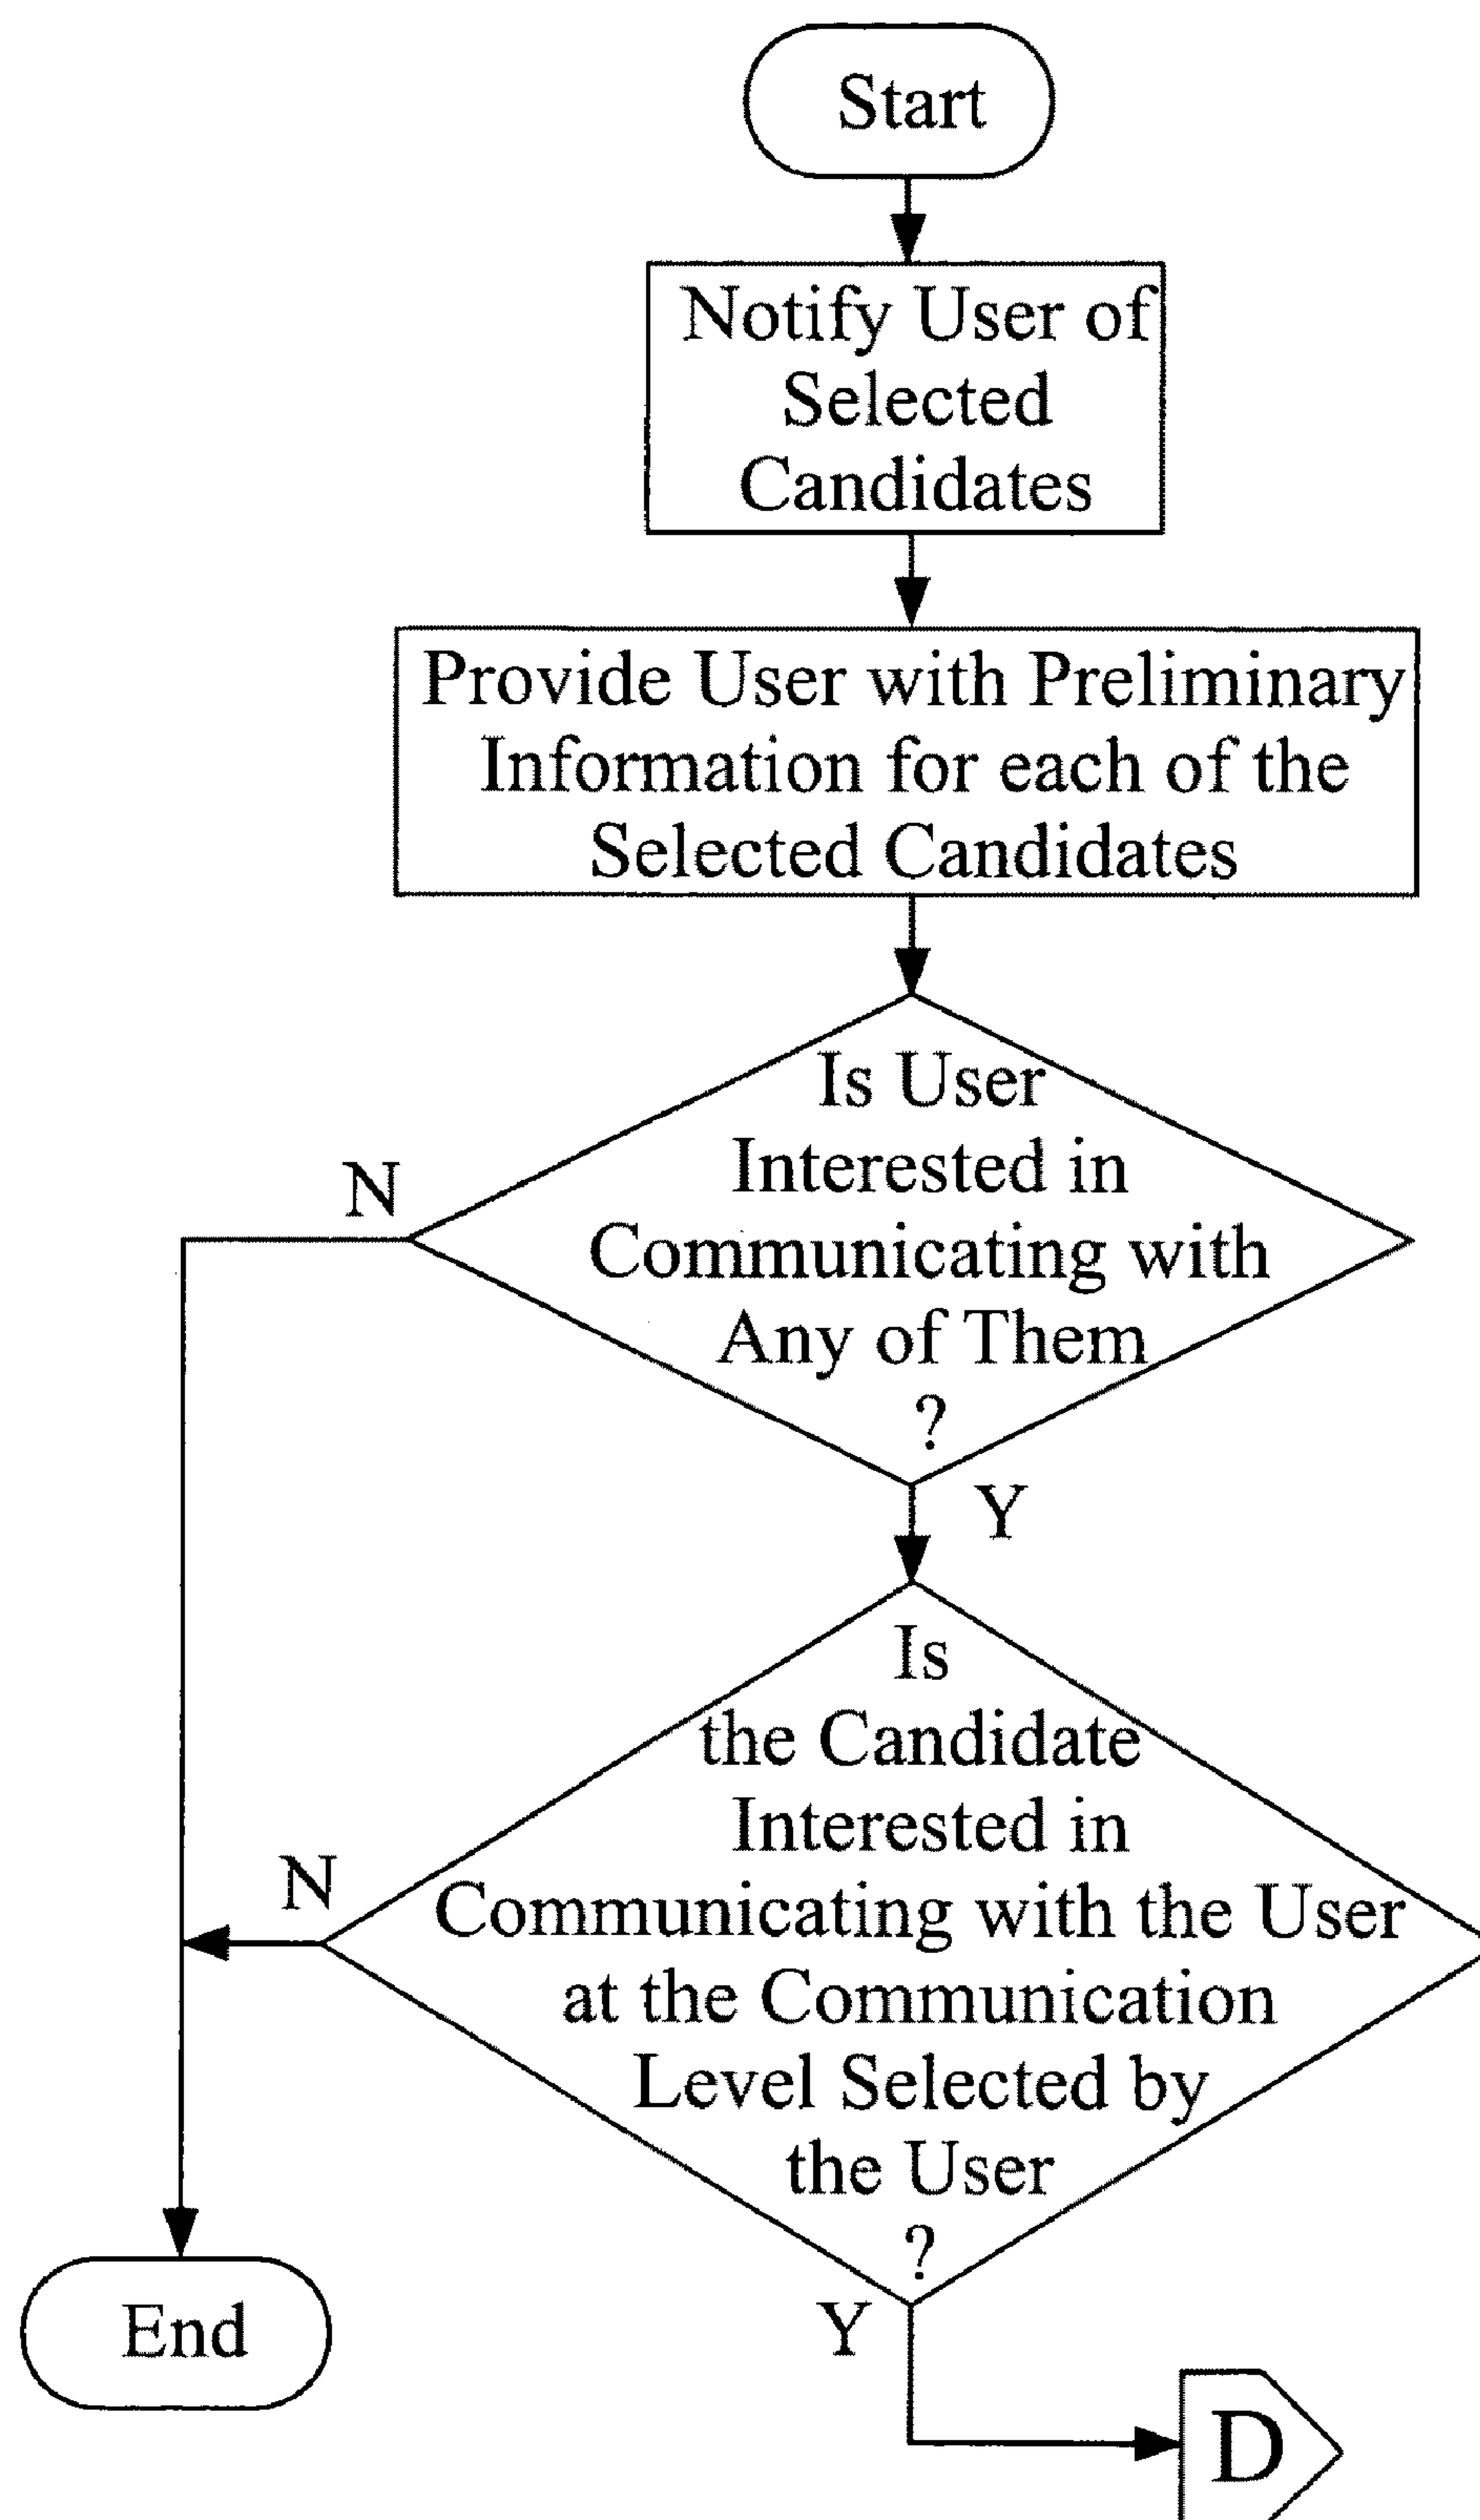 Start
Notify User of
Selected
Candidates
Provide User with Preliminary
Information for each of the
Selected Candidates
Is User
Interested in
Communicating with
Any of Them
?
N
Y
Is
the Candidate
Interested in
Communicating with the User
at the Communication
Level Selected by
the User
?
N
Y
End
D